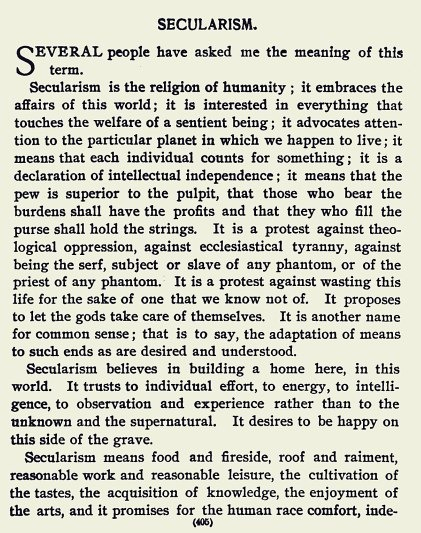 SECULARISM.
SEVERAL people have asked me the meaning of this
term.
Secularism is the religion of humanity ; it embraces the
affairs of this world; it is interested in everything that
touches the welfare of a sentient being ; it advocates atten-
tion to the particular planet in which we happen to live ; it
means that each individual counts for something ; it is a
declaration of intellectual independence ; it means that the
pew is superior to the pulpit, that those who bear the
burdens shall have the profits and that they who fill the
purse shall hold the strings. It is a protest against theo-
logical oppression, against ecclesiastical tyranny, against
being the serf, subject or slave of any phantom, or of the
priest of any phantom. It is a protest against wasting this
life for the sake of one that we know not of. It proposes
to let the gods take care of themselves. It is another name
for common sense ; that is to say, the adaptation of means
to such ends as are desired and understood.
Secularism believes in building a home here, in this
world. It trusts to individual effort, to energy, to intelli-
gence, to observation and experience rather than to the
unknown and the supernatural. It desires to be happy on
this side of the grave.
Secularism means food and fireside, roof and raiment,
reasonable work and reasonable leisure, the cultivation of
the tastes, the acquisition of knowledge, the enjoyment of
the arts, and it promises for the human race comfort, inde-
(405)